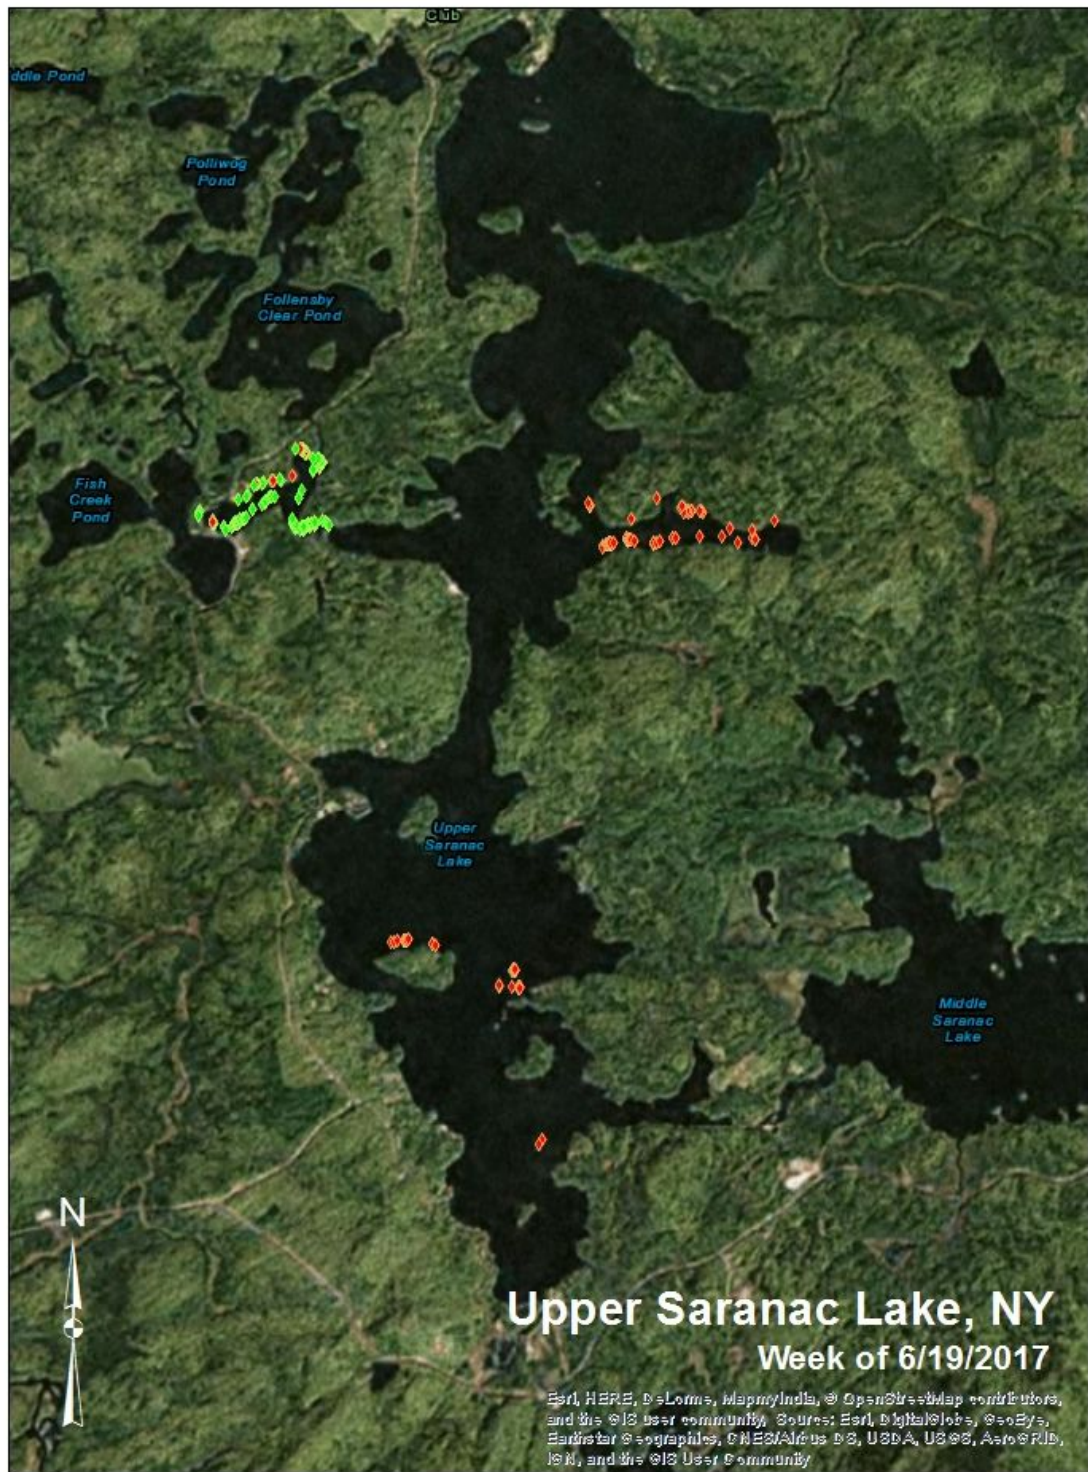 Club
ddle Pond
Polliwog
Pond
Follensby
Clear Pond
Fish
Creek
Pond
Upper
Saranac
Lake
Middle
Saranac
Lake
N
Upper Saranac Lake, NY
Week of 6/19/2017
Esri, HERE, DeLorme, MapmyIndia, © OpenStreetMap contributors,
and the GIS user community, Source: Esri, DigitalGlobe, GeoEye,
Earthstar Geographics, CNES/Airbus DS, USDA, USGS, AeroGRID,
IGN, and the GIS User Community